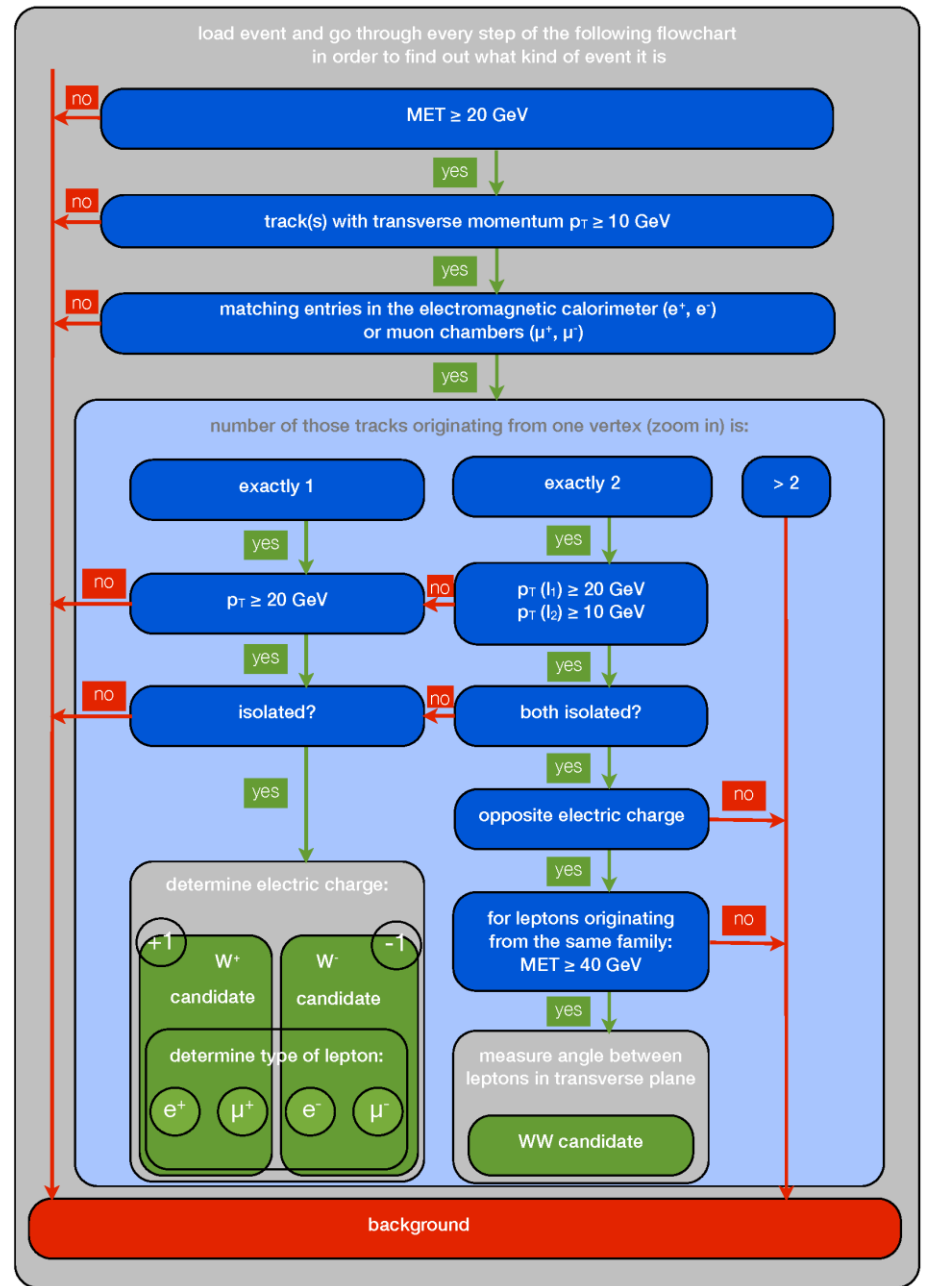 load event and go through every step of the following flowchart
in order to find out what kind of event it is
no
MET ≥ 20 GeV
yes
no
track(s) with transverse momentum pT ≥ 10 GeV
yes
no
matching entries in the electromagnetic calorimeter (e⁺, e⁻)
or muon chambers (μ⁺, μ⁻)
yes
number of those tracks originating from one vertex (zoom in) is:
exactly 1
exactly 2
> 2
yes
yes
no
pT ≥ 20 GeV
no
pT (l₁) ≥ 20 GeV
pT (l₂) ≥ 10 GeV
yes
yes
no
isolated?
no
both isolated?
yes
yes
opposite electric charge
no
yes
determine electric charge:
for leptons originating
from the same family:
MET ≥ 40 GeV
no
+1
-1
W⁺
candidate
W⁻
candidate
yes
determine type of lepton:
e⁺
μ⁺
e⁻
μ⁻
measure angle between
leptons in transverse plane
WW candidate
background